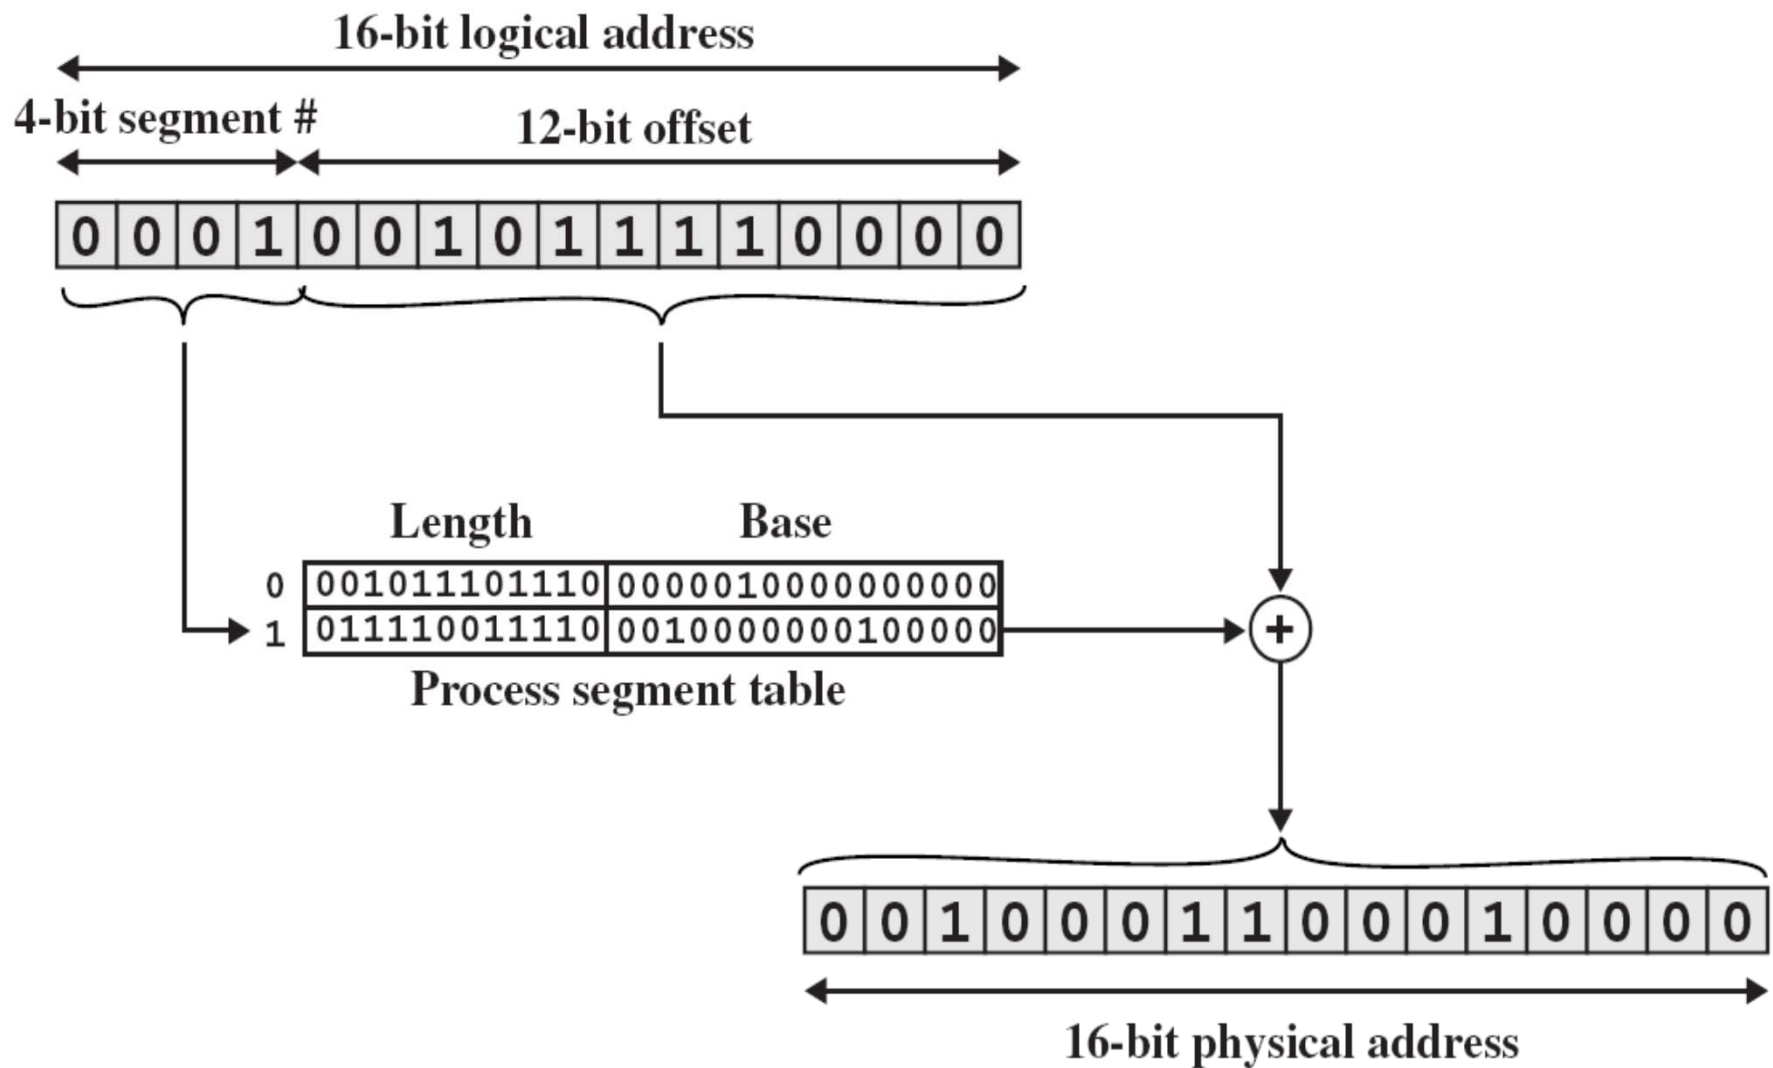 16-bit logical address
4-bit segment #
12-bit offset
0 0 0 1 0 0 1 0 1 1 1 1 0 0 0 0
Length Base
0 001011101110 0000010000000000
1 011110011110 0010000000100000
Process segment table
+
0 0 1 0 0 0 1 1 0 0 0 1 0 0 0 0
16-bit physical address